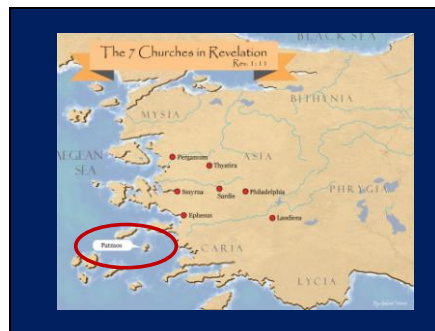 The 7 Churches in Revelation
Rev. 1:11
BLACK SEA
BITHYNIA
MYSIA
AEGEAN
SEA
ASIA
Pergamum
Thyatira
PHRYGIA
Smyrna
Sardis
Philadelphia
Ephesus
Laodicea
Patmos
CARIA
LYCIA